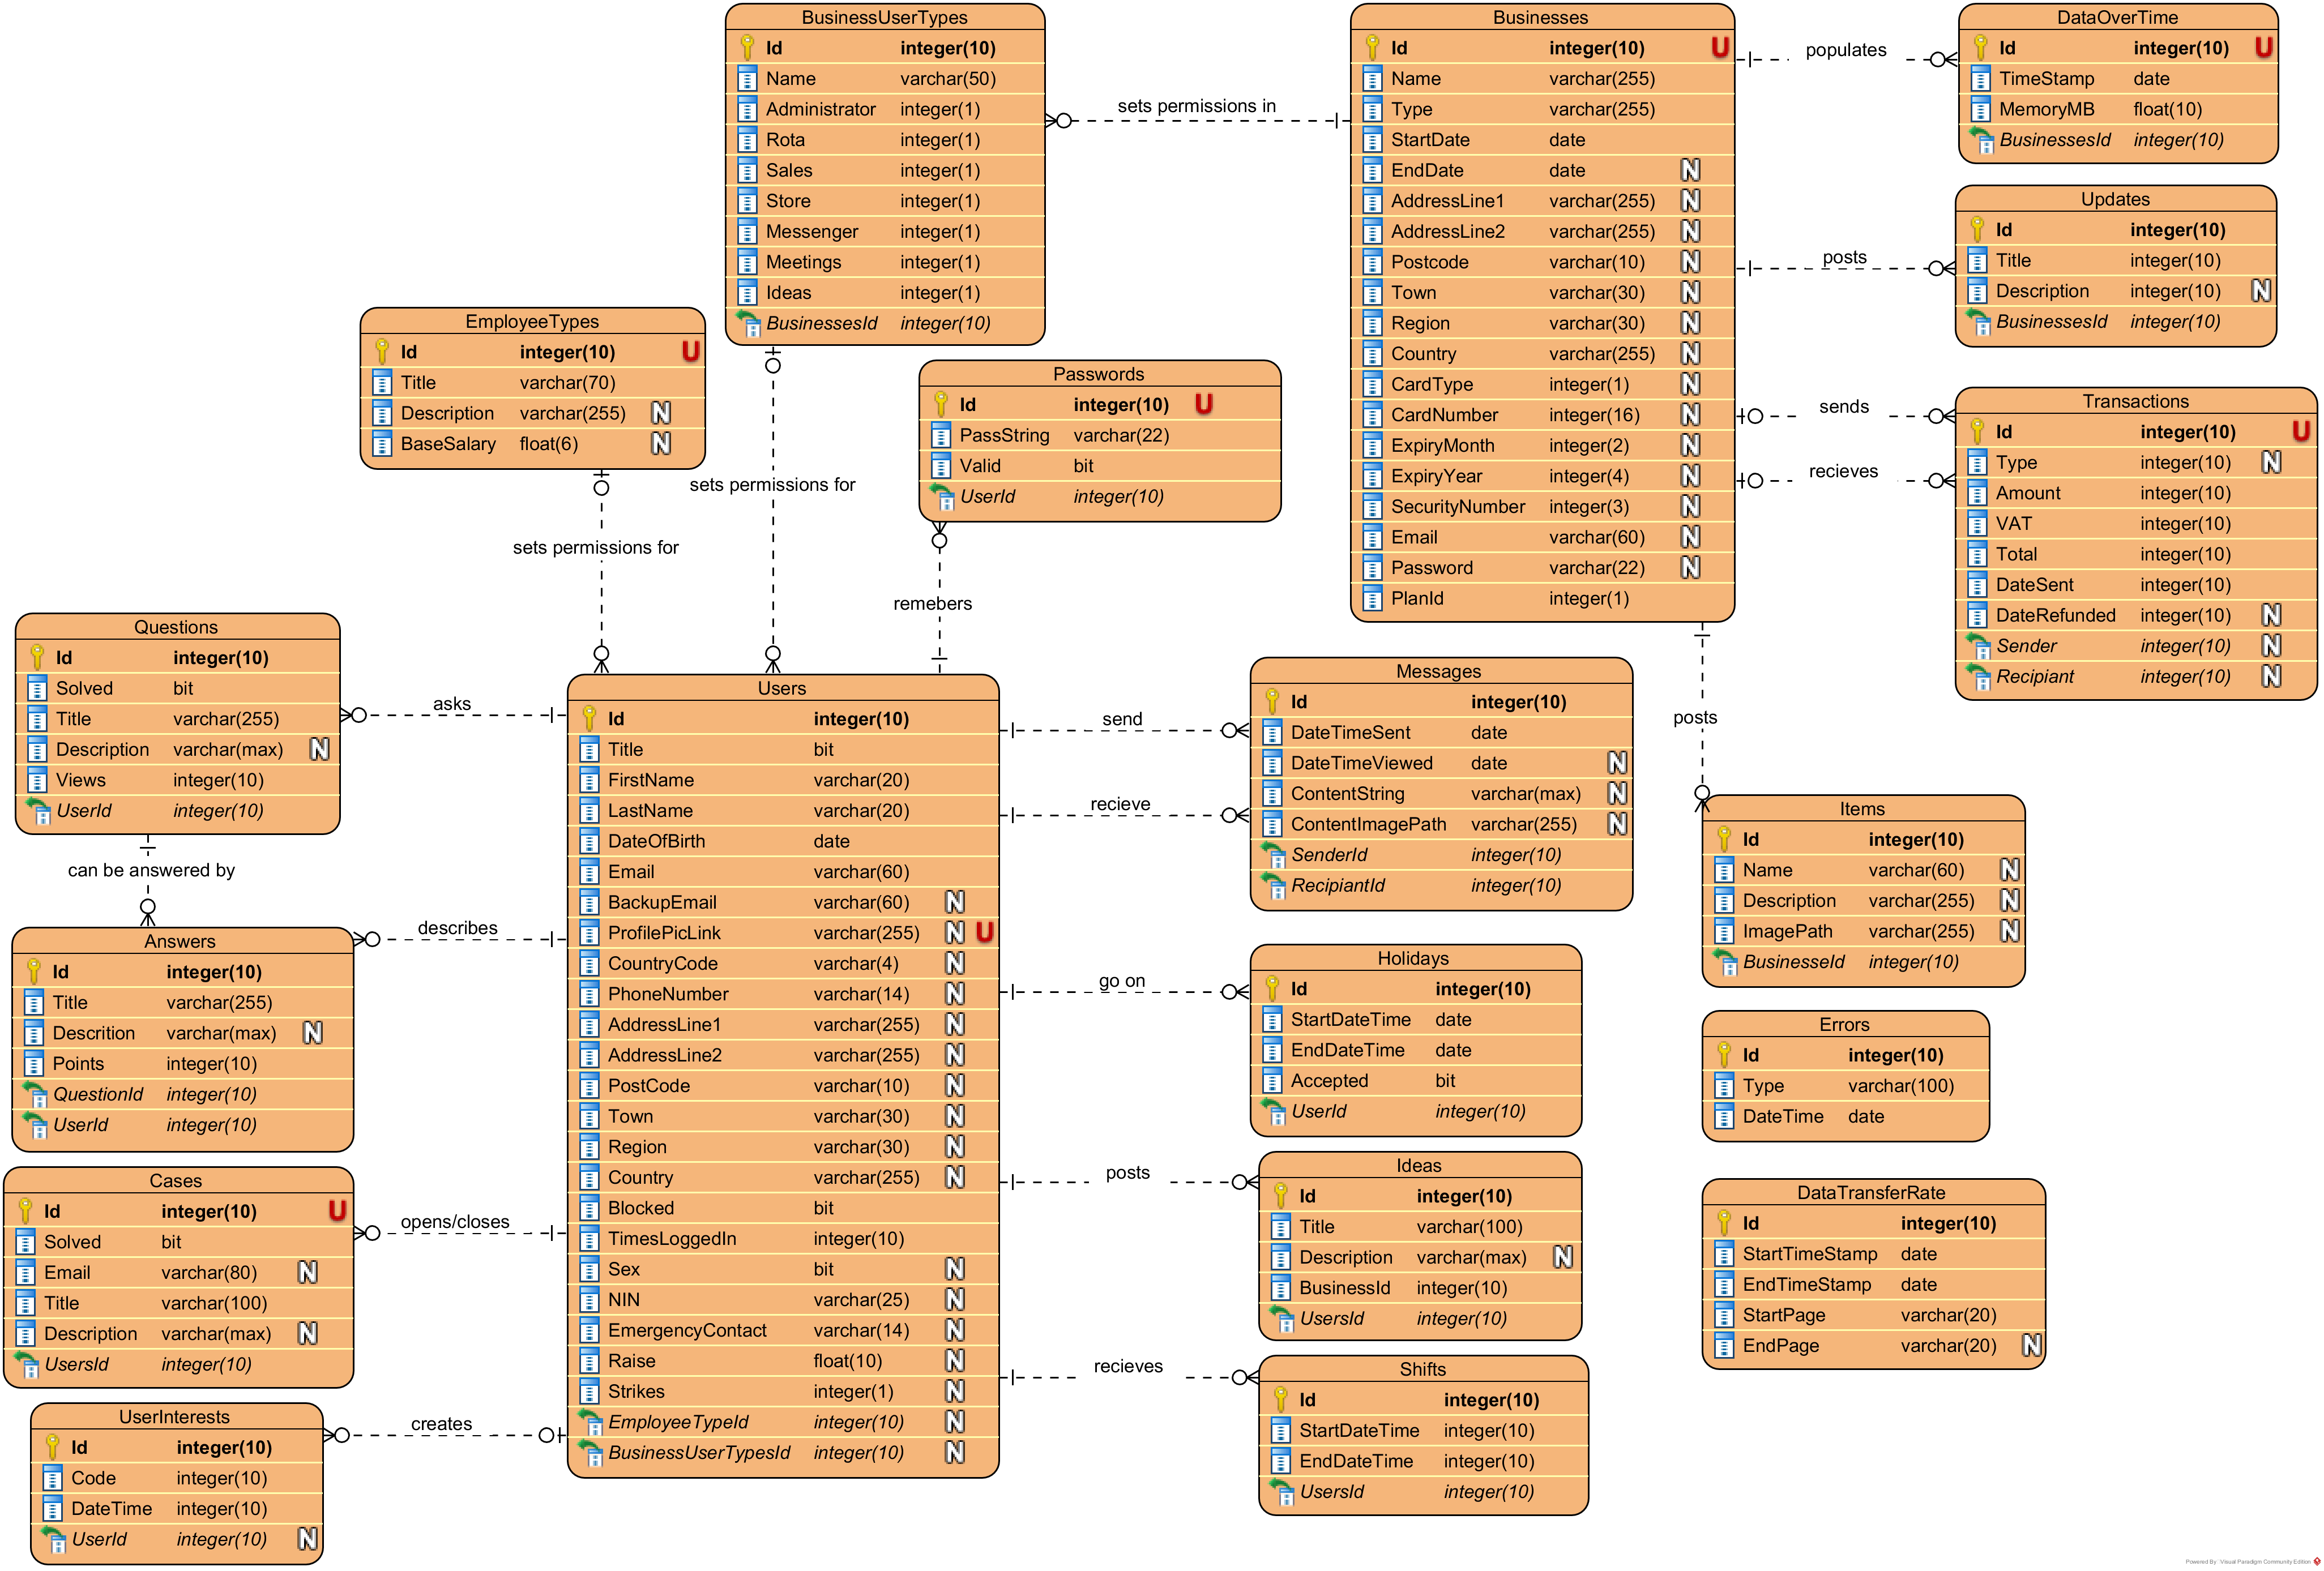 BusinessUserTypes
Id integer(10)
Name varchar(50)
Administrator integer(1)
Rota integer(1)
Sales integer(1)
Store integer(1)
Messenger integer(1)
Meetings integer(1)
Ideas integer(1)
BusinessesId integer(10)
sets permissions in
Businesses
Id integer(10) U
Name varchar(255)
Type varchar(255)
StartDate date
EndDate date N
AddressLine1 varchar(255) N
AddressLine2 varchar(255) N
Postcode varchar(10) N
Town varchar(30) N
Region varchar(30) N
Country varchar(255) N
CardType integer(1) N
CardNumber integer(16) N
ExpiryMonth integer(2) N
ExpiryYear integer(4) N
SecurityNumber integer(3) N
Email varchar(60) N
Password varchar(22) N
PlanId integer(1)
populates
DataOverTime
Id integer(10) U
TimeStamp date
MemoryMB float(10)
BusinessesId integer(10)
posts
Updates
Id integer(10)
Title integer(10)
Description integer(10) N
BusinessesId integer(10)
sends
recieves
Transactions
Id integer(10) U
Type integer(10) N
Amount integer(10)
VAT integer(10)
Total integer(10)
DateSent integer(10)
DateRefunded integer(10) N
Sender integer(10) N
Recipiant integer(10) N
EmployeeTypes
Id integer(10) U
Title varchar(70)
Description varchar(255) N
BaseSalary float(6) N
sets permissions for
sets permissions for
Passwords
Id integer(10) U
PassString varchar(22)
Valid bit
UserId integer(10)
remebers
Questions
Id integer(10)
Solved bit
Title varchar(255)
Description varchar(max) N
Views integer(10)
UserId integer(10)
asks
can be answered by
Answers
Id integer(10)
Title varchar(255)
Descrition varchar(max) N
Points integer(10)
QuestionId integer(10)
UserId integer(10)
describes
Cases
Id integer(10) U
Solved bit
Email varchar(80) N
Title varchar(100)
Description varchar(max) N
UsersId integer(10)
opens/closes
UserInterests
Id integer(10)
Code integer(10)
DateTime integer(10)
UserId integer(10) N
creates
Users
Id integer(10)
Title bit
FirstName varchar(20)
LastName varchar(20)
DateOfBirth date
Email varchar(60)
BackupEmail varchar(60) N
ProfilePicLink varchar(255) N U
CountryCode varchar(4) N
PhoneNumber varchar(14) N
AddressLine1 varchar(255) N
AddressLine2 varchar(255) N
PostCode varchar(10) N
Town varchar(30) N
Region varchar(30) N
Country varchar(255) N
Blocked bit
TimesLoggedIn integer(10)
Sex bit N
NIN varchar(25) N
EmergencyContact varchar(14) N
Raise float(10) N
Strikes integer(1) N
EmployeeTypeId integer(10) N
BusinessUserTypesId integer(10) N
send
recieve
Messages
Id integer(10)
DateTimeSent date
DateTimeViewed date N
ContentString varchar(max) N
ContentImagePath varchar(255) N
SenderId integer(10)
RecipiantId integer(10)
go on
Holidays
Id integer(10)
StartDateTime date
EndDateTime date
Accepted bit
UserId integer(10)
posts
Ideas
Id integer(10)
Title varchar(100)
Description varchar(max) N
BusinessId integer(10)
UsersId integer(10)
recieves
Shifts
Id integer(10)
StartDateTime integer(10)
EndDateTime integer(10)
UsersId integer(10)
posts
Items
Id integer(10)
Name varchar(60) N
Description varchar(255) N
ImagePath varchar(255) N
BusinesseId integer(10)
Errors
Id integer(10)
Type varchar(100)
DateTime date
DataTransferRate
Id integer(10)
StartTimeStamp date
EndTimeStamp date
StartPage varchar(20)
EndPage varchar(20) N
Powered By Visual Paradigm Community Edition